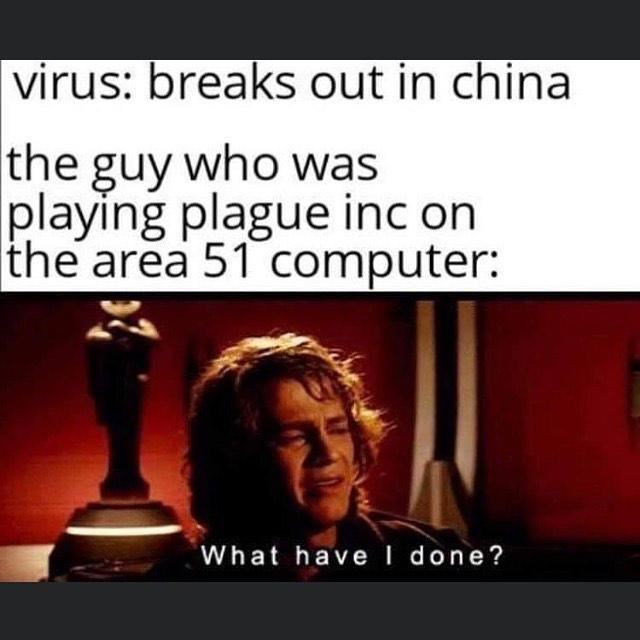 virus: breaks out in china
the guy who was
playing plague inc on
the area 51 computer:
What have I done?